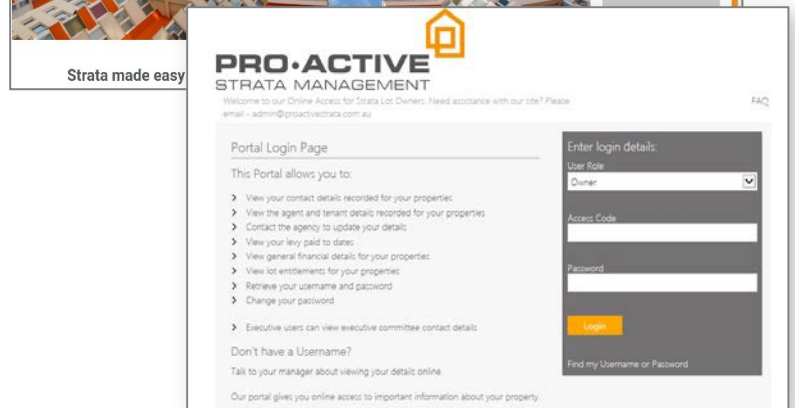 Strata made easy
PRO•ACTIVE
STRATA MANAGEMENT
Welcome to our Online Access for Strata Lot Owners. Need assistance with our site? Please
email - admin@proactivestrata.com.au
FAQ
Portal Login Page
This Portal allows you to:
View your contact details recorded for your properties
View the agent and tenant details recorded for your properties
Contact the agency to update your details
View your levy paid to dates
View general financial details for your properties
View lot entitlements for your properties
Retrieve your username and password
Change your password
Executive users can view executive committee contact details
Don't have a Username?
Talk to your manager about viewing your details online.
Our portal gives you online access to important information about your property.
Enter login details:
User Role
Owner
Access Code
Password
Login
Find my Username or Password